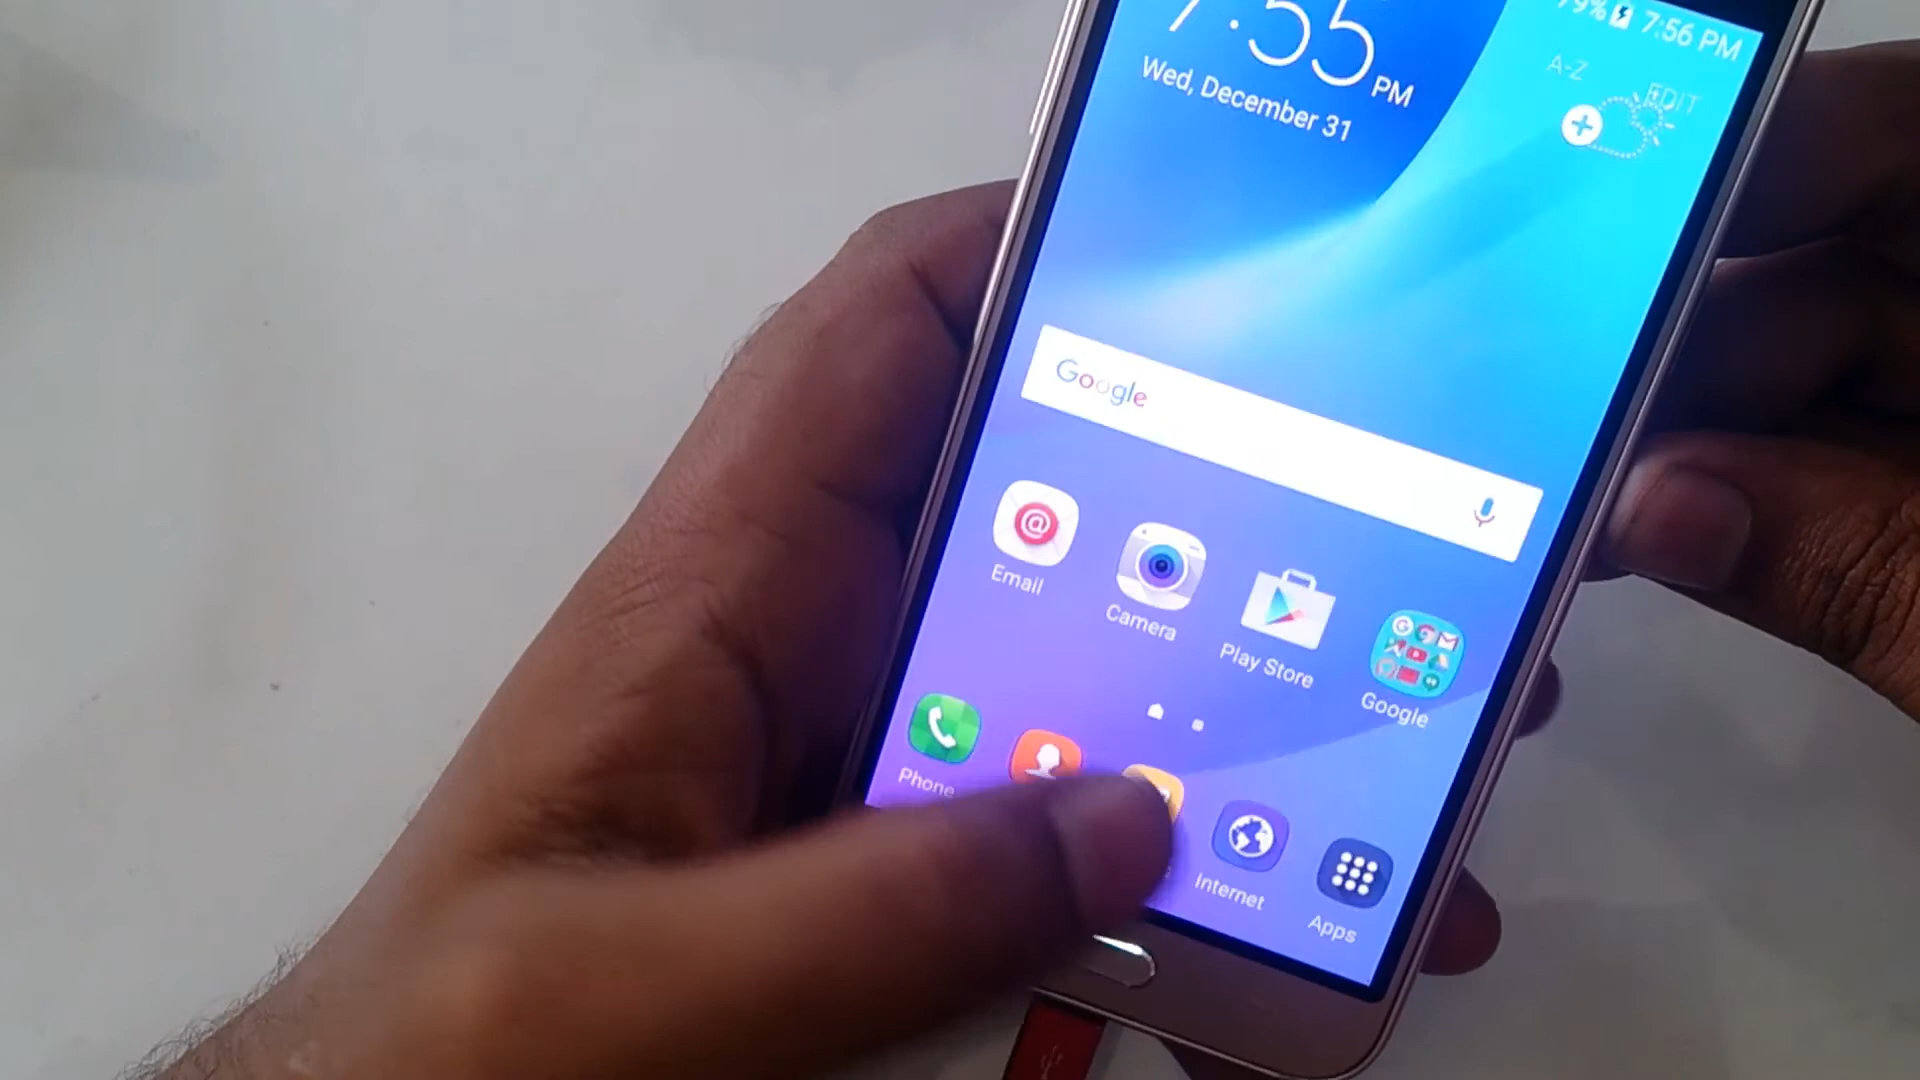 79% 7:56 PM
7:55 PM
Wed, December 31
A-Z
EDIT
Google
Email
Camera
Play Store
Google
Phone
Internet
Apps